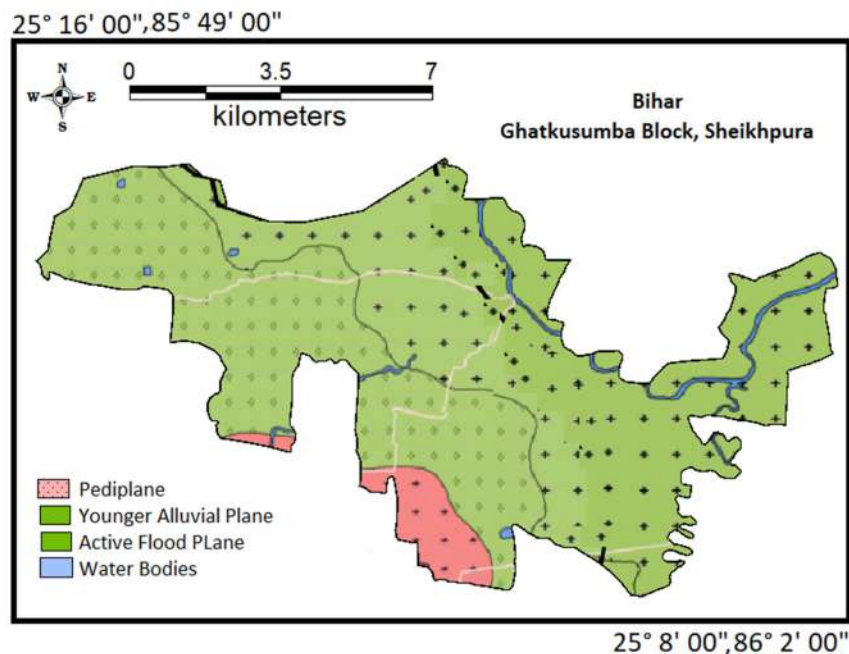 25° 16' 00",85° 49' 00"
N
W E
S
0 3.5 7
kilometers
Bihar
Ghatkusumba Block, Sheikhpura
Pediplane
Younger Alluvial Plane
Active Flood PLane
Water Bodies
25° 8' 00",86° 2' 00"